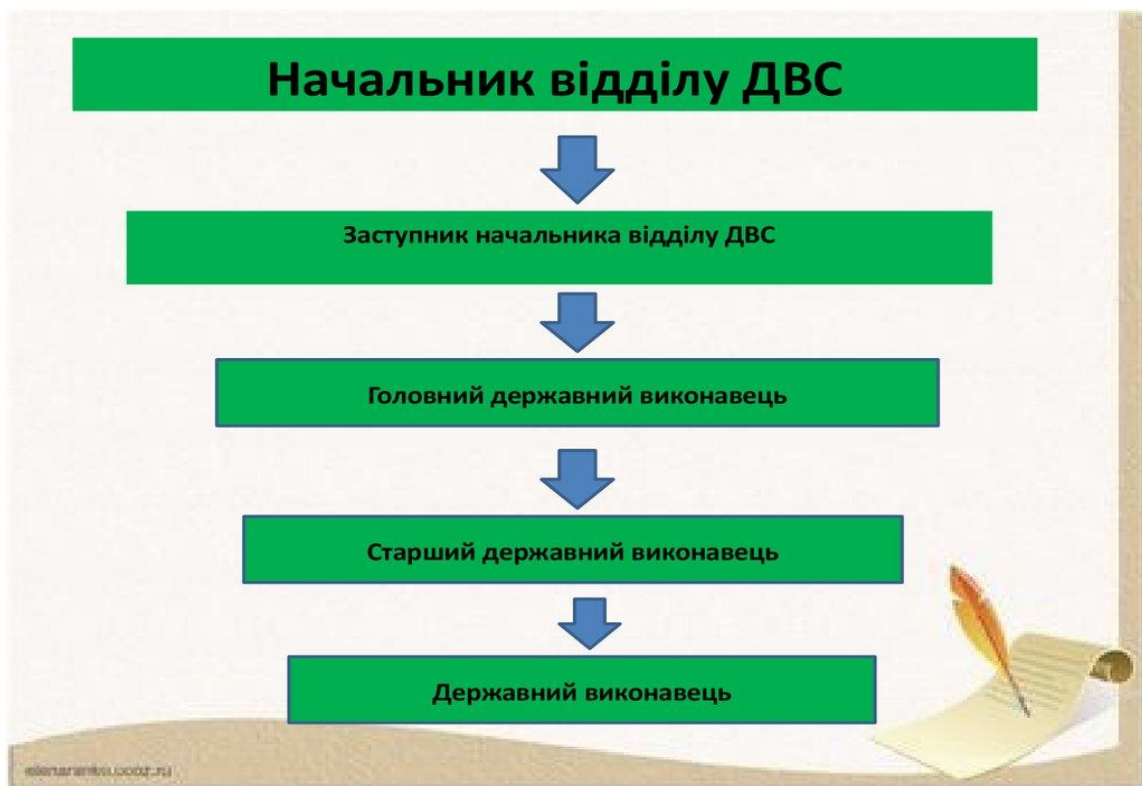 Начальник відділу ДВС
Заступник начальника відділу ДВС
Головний державний виконавець
Старший державний виконавець
Державний виконавець